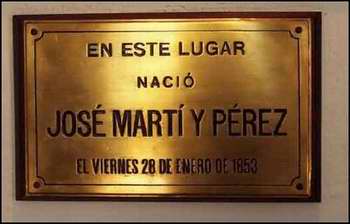 EN ESTE LUGAR
NACIÓ
JOSÉ MARTÍ Y PÉREZ
EL VIERNES 28 DE ENERO DE 1853